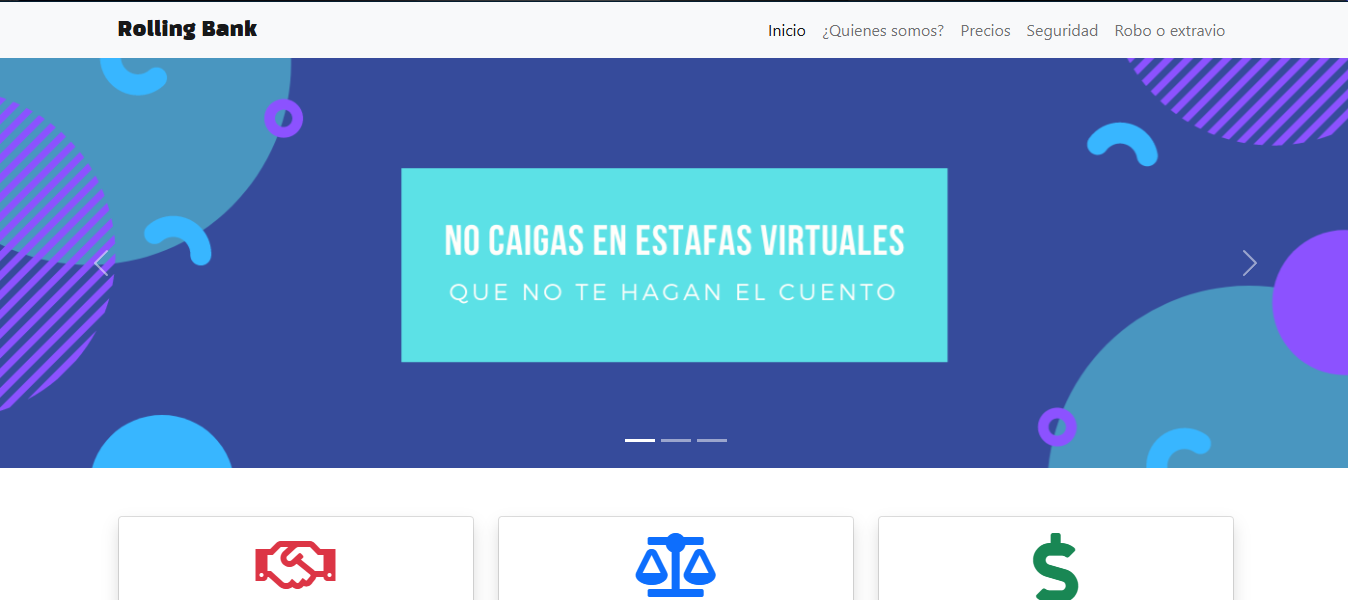 Rolling Bank
Inicio ¿Quienes somos? Precios Seguridad Robo o extravio
NO CAIGAS EN ESTAFAS VIRTUALES
QUE NO TE HAGAN EL CUENTO